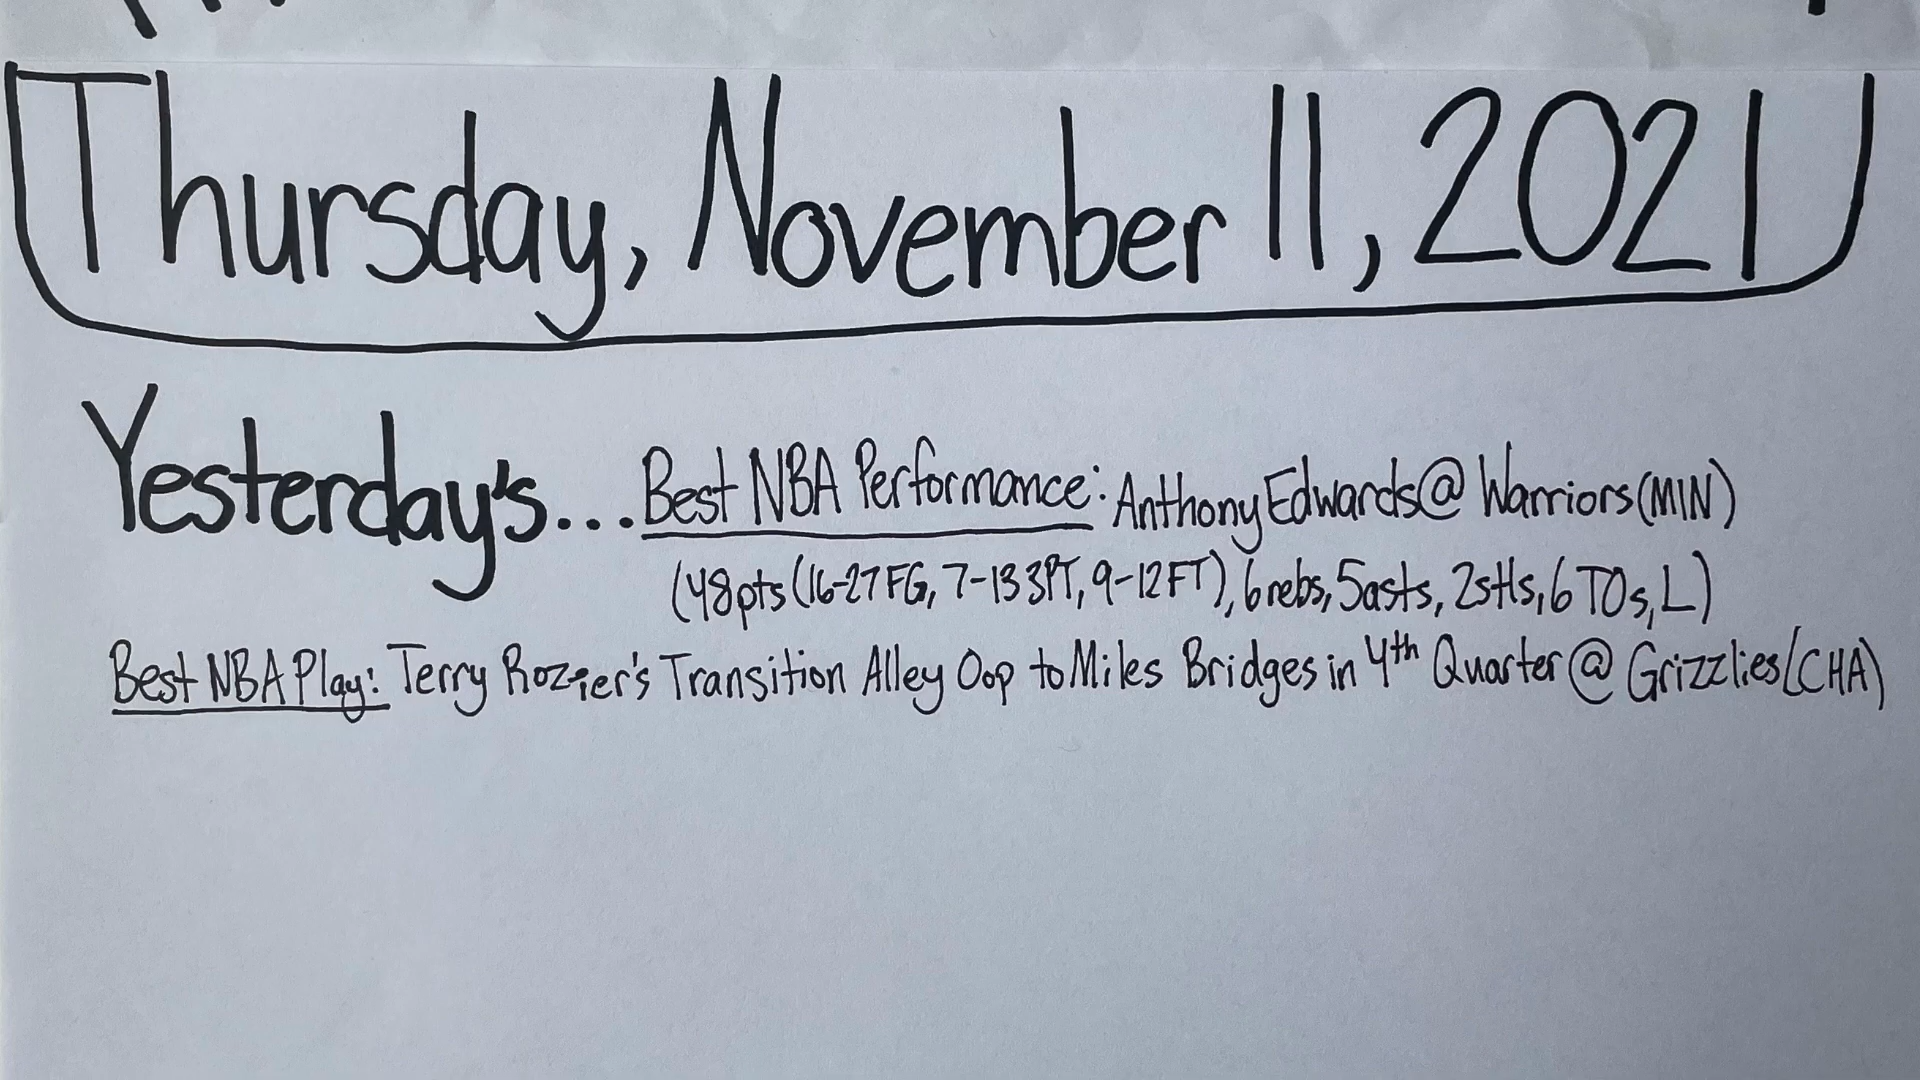 Thursday, November 11, 2021
Yesterday's... Best NBA Performance: Anthony Edwards @ Warriors (MIN)
(48pts (16-27 FG, 7-13 3PT, 9-12 FT), 6 rebs, 5 asts, 2 stls, 6 TOs, L)
Best NBA Play: Terry Rozier's Transition Alley Oop to Miles Bridges in 4th Quarter @ Grizzlies (CHA)